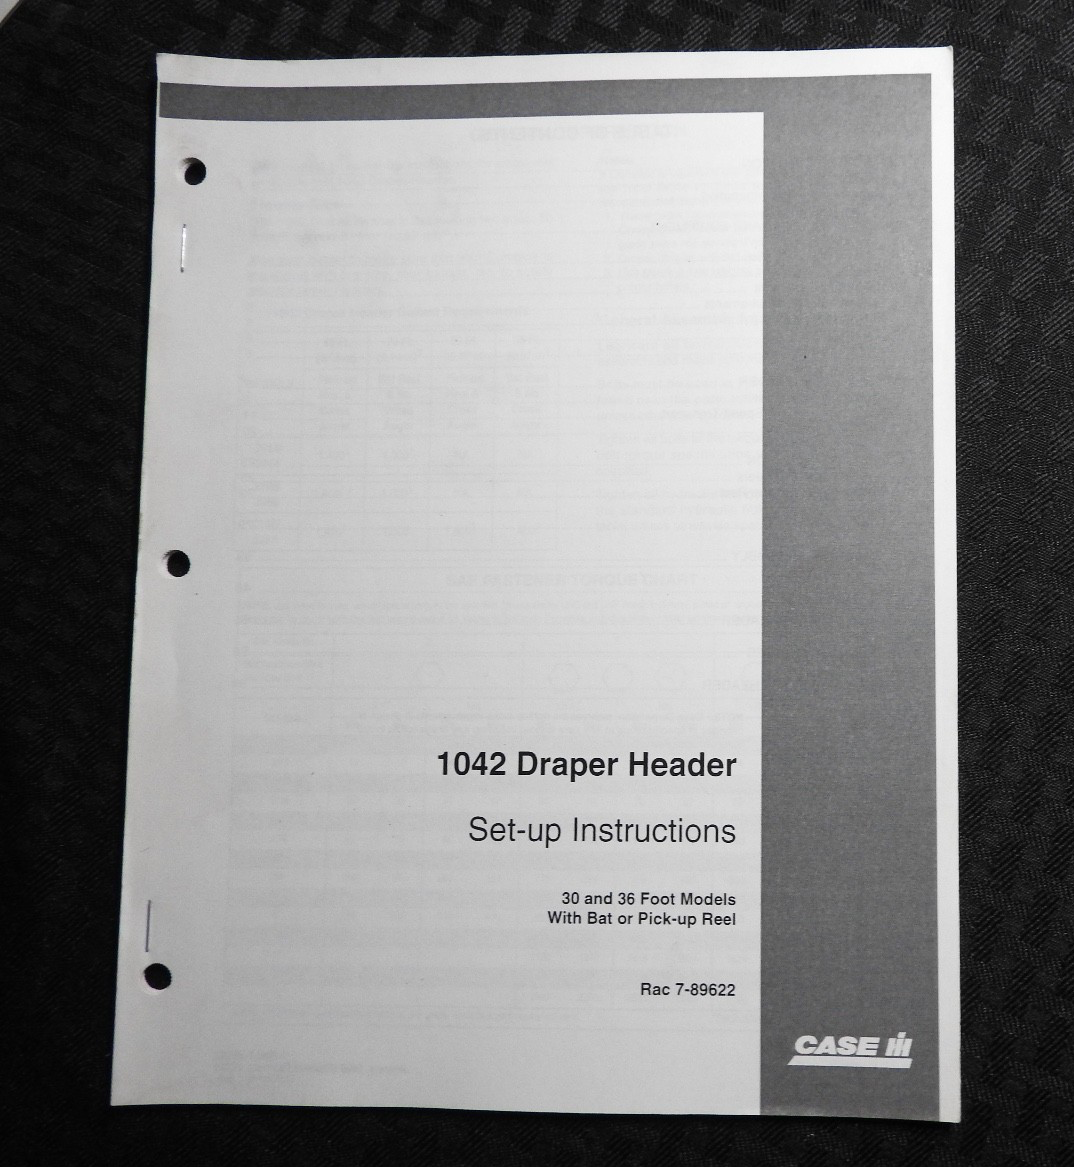 1042 Draper Header
Set-up Instructions
30 and 36 Foot Models
With Bat or Pick-up Reel
Rac 7-89622
CASE IH